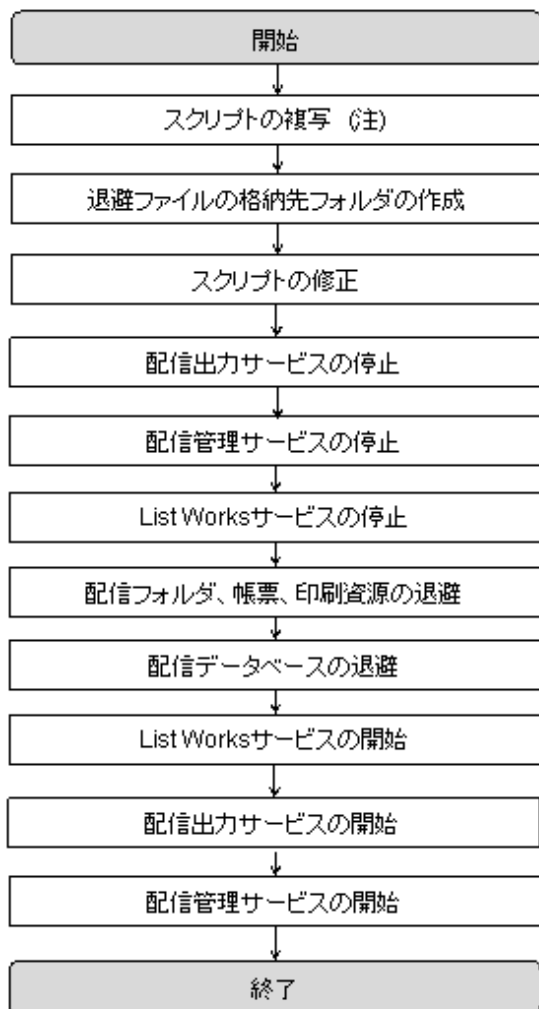 開始
スクリプトの複写 (注)
退避ファイルの格納先フォルダの作成
スクリプトの修正
配信出力サービスの停止
配信管理サービスの停止
List Worksサービスの停止
配信フォルダ、帳票、印刷資源の退避
配信データベースの退避
List Worksサービスの開始
配信出力サービスの開始
配信管理サービスの開始
終了